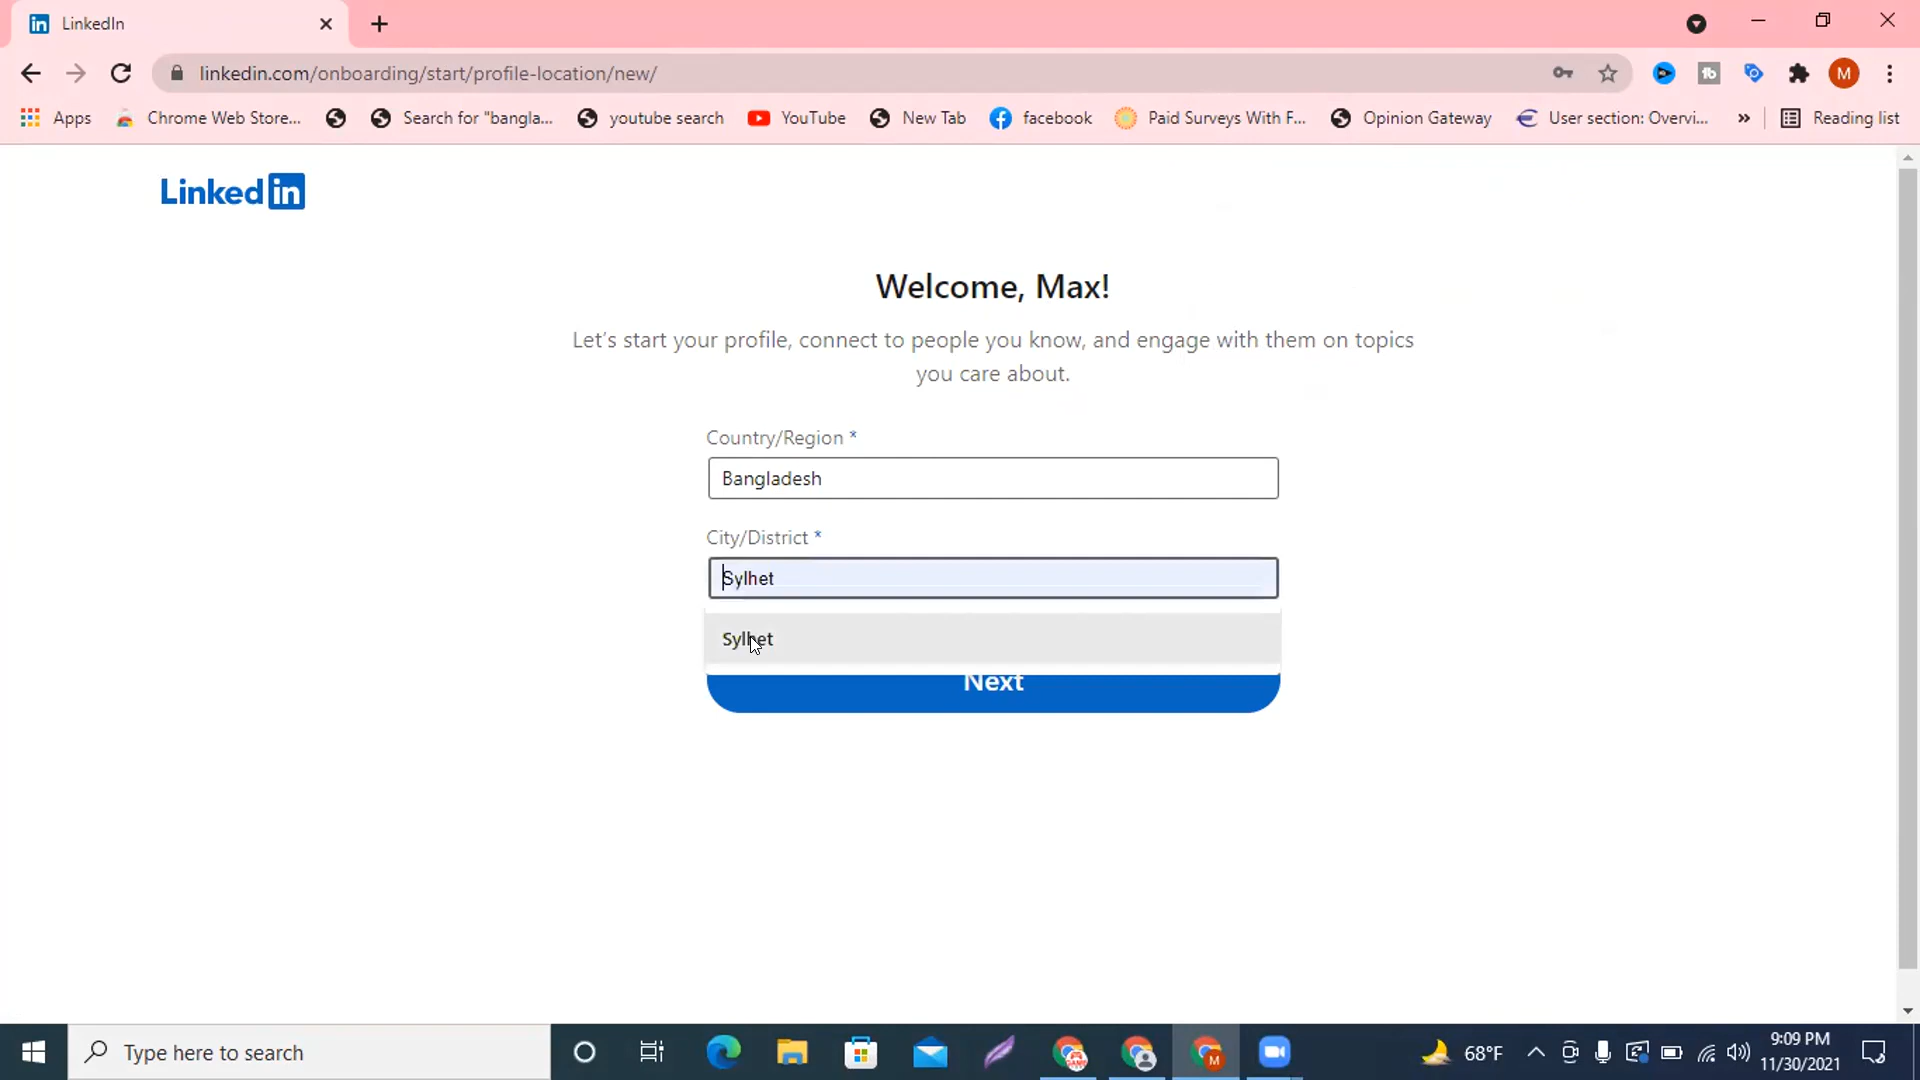 LinkedIn
linkedin.com/onboarding/start/profile-location/new/
M
Apps
Chrome Web Store...
Search for "bangla...
youtube search
YouTube
New Tab
facebook
Paid Surveys With F...
Opinion Gateway
User section: Overvi...
»
Reading list
Linked in
Welcome, Max!
Let's start your profile, connect to people you know, and engage with them on topics
you care about.
Country/Region *
Bangladesh
City/District *
Sylhet
Sylhet
Next
Type here to search
68°F
9:09 PM
11/30/2021